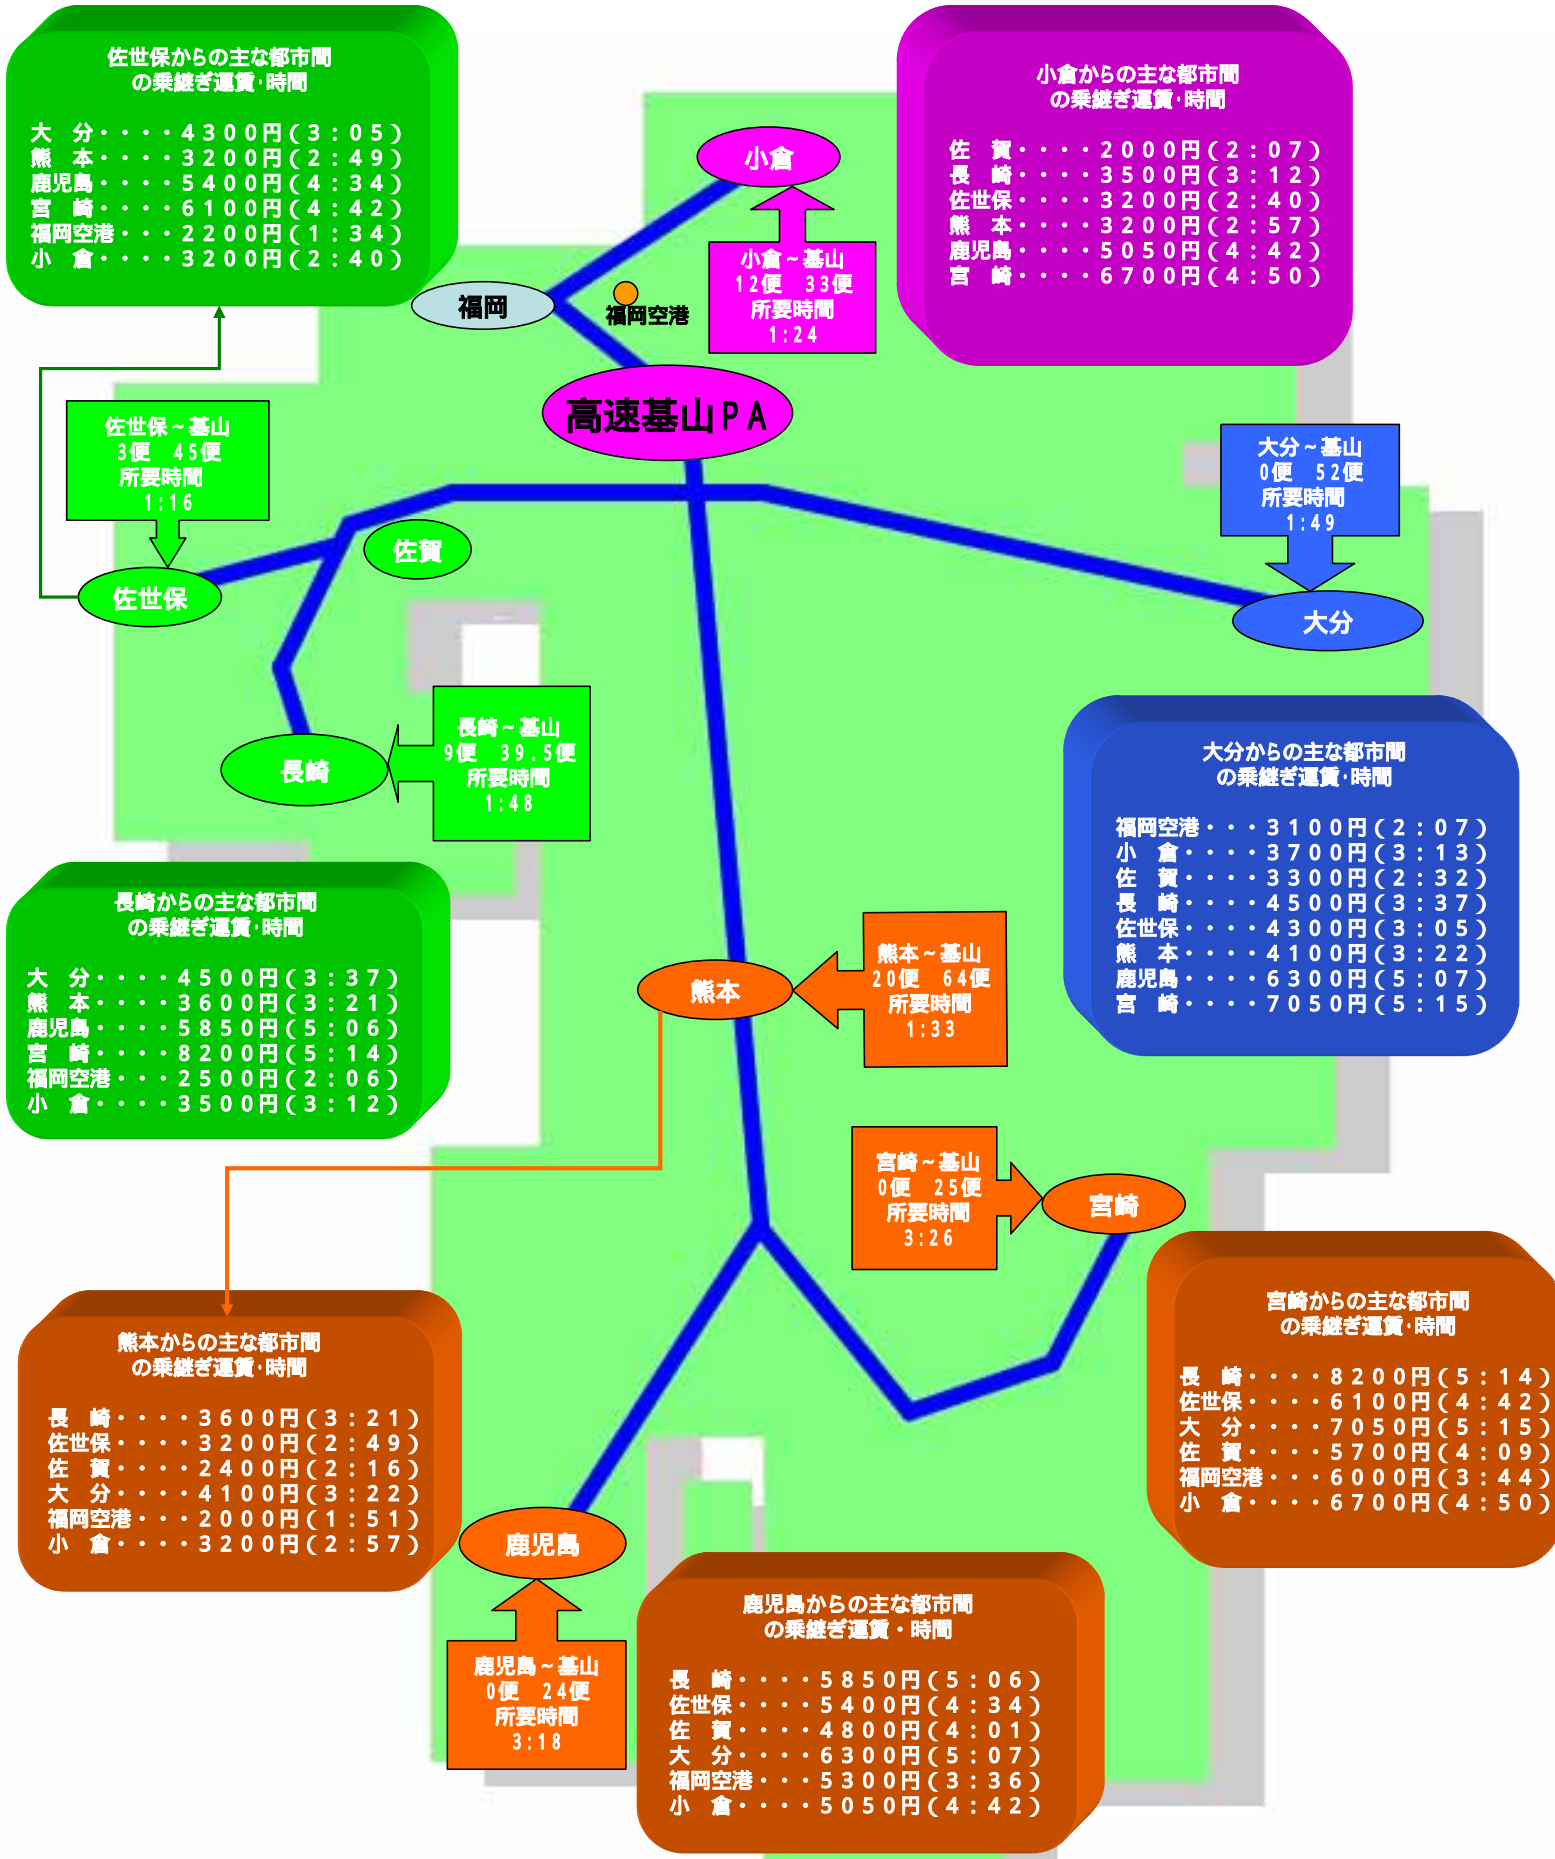 佐世保からの主な都市間
の乗継ぎ運賃・時間
大　分・・・・４３００円（３：０５）
熊　本・・・・３２００円（２：４９）
鹿児島・・・・５４００円（４：３４）
宮　崎・・・・６１００円（４：４２）
福岡空港・・・２２００円（１：３４）
小　倉・・・・３２００円（２：４０）
小倉からの主な都市間
の乗継ぎ運賃・時間
佐　賀・・・・２０００円（２：０７）
長　崎・・・・３５００円（３：１２）
佐世保・・・・３２００円（２：４０）
熊　本・・・・３２００円（２：５７）
鹿児島・・・・５０５０円（４：４２）
宮　崎・・・・６７００円（４：５０）
小倉
小倉～基山
12便　33便
所要時間
1:24
福岡
福岡空港
高速基山ＰＡ
佐世保～基山
3便　45便
所要時間
1:16
大分～基山
0便　52便
所要時間
1:49
佐賀
佐世保
大分
長崎～基山
9便　39.5便
所要時間
1:48
長崎
大分からの主な都市間
の乗継ぎ運賃・時間
福岡空港・・・３１００円（２：０７）
小　倉・・・・３７００円（３：１３）
佐　賀・・・・３３００円（２：３２）
長　崎・・・・４５００円（３：３７）
佐世保・・・・４３００円（３：０５）
熊　本・・・・４１００円（３：２２）
鹿児島・・・・６３００円（５：０７）
宮　崎・・・・７０５０円（５：１５）
長崎からの主な都市間
の乗継ぎ運賃・時間
大　分・・・・４５００円（３：３７）
熊　本・・・・３６００円（３：２１）
鹿児島・・・・５８５０円（５：０６）
宮　崎・・・・８２００円（５：１４）
福岡空港・・・２５００円（２：０６）
小　倉・・・・３５００円（３：１２）
熊本
熊本～基山
20便　64便
所要時間
1:33
宮崎～基山
0便　25便
所要時間
3:26
宮崎
宮崎からの主な都市間
の乗継ぎ運賃・時間
長　崎・・・・８２００円（５：１４）
佐世保・・・・６１００円（４：４２）
大　分・・・・７０５０円（５：１５）
佐　賀・・・・５７００円（４：０９）
福岡空港・・・６０００円（３：４４）
小　倉・・・・６７００円（４：５０）
熊本からの主な都市間
の乗継ぎ運賃・時間
長　崎・・・・３６００円（３：２１）
佐世保・・・・３２００円（２：４９）
佐　賀・・・・２４００円（２：１６）
大　分・・・・４１００円（３：２２）
福岡空港・・・２０００円（１：５１）
小　倉・・・・３２００円（２：５７）
鹿児島
鹿児島～基山
0便　24便
所要時間
3:18
鹿児島からの主な都市間
の乗継ぎ運賃・時間
長　崎・・・・５８５０円（５：０６）
佐世保・・・・５４００円（４：３４）
佐　賀・・・・４８００円（４：０１）
大　分・・・・６３００円（５：０７）
福岡空港・・・５３００円（３：３６）
小　倉・・・・５０５０円（４：４２）